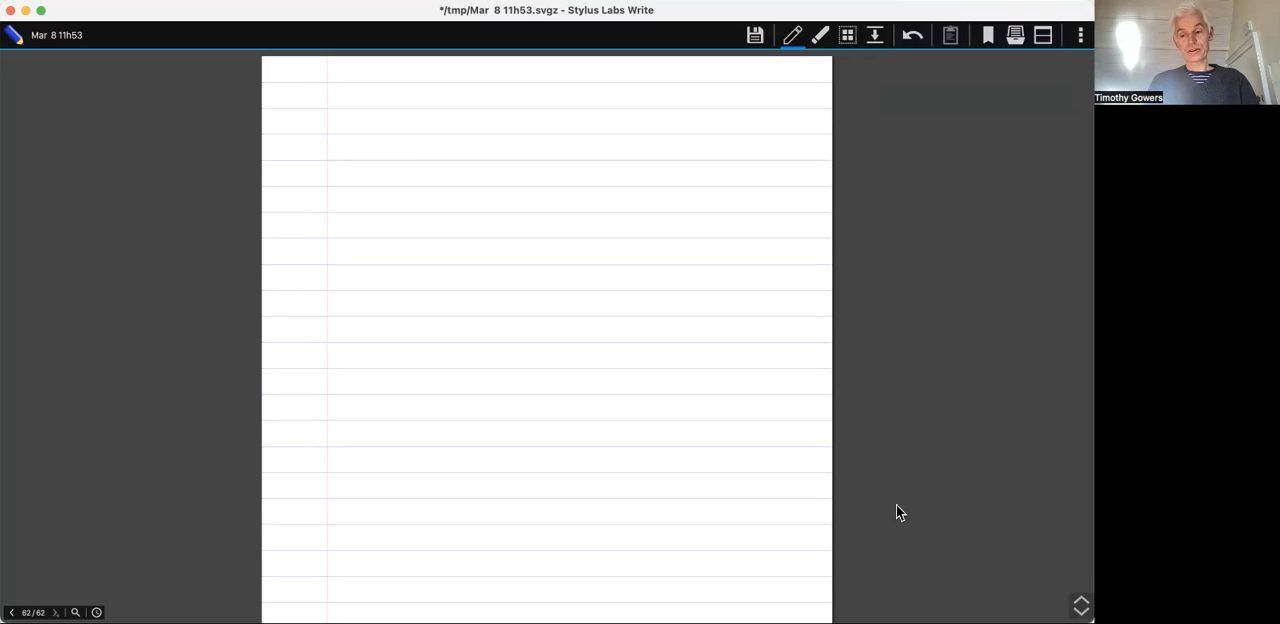 */tmp/Mar 8 11h53.svgz - Stylus Labs Write
Mar 8 11h53
Timothy Gowers
62/62